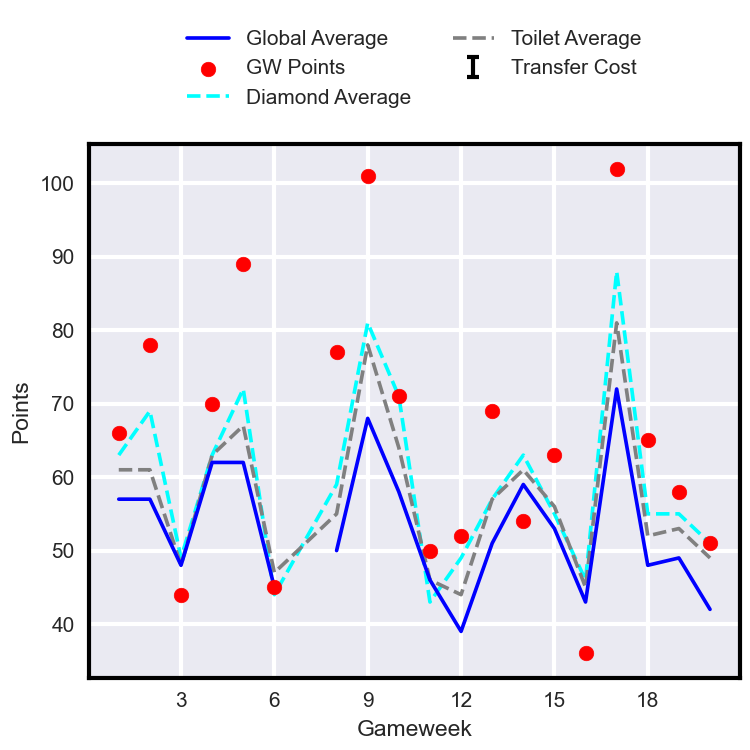 Global Average
GW Points
Diamond Average
Toilet Average
Transfer Cost
Points
100
90
80
70
60
50
40
3 6 9 12 15 18
Gameweek